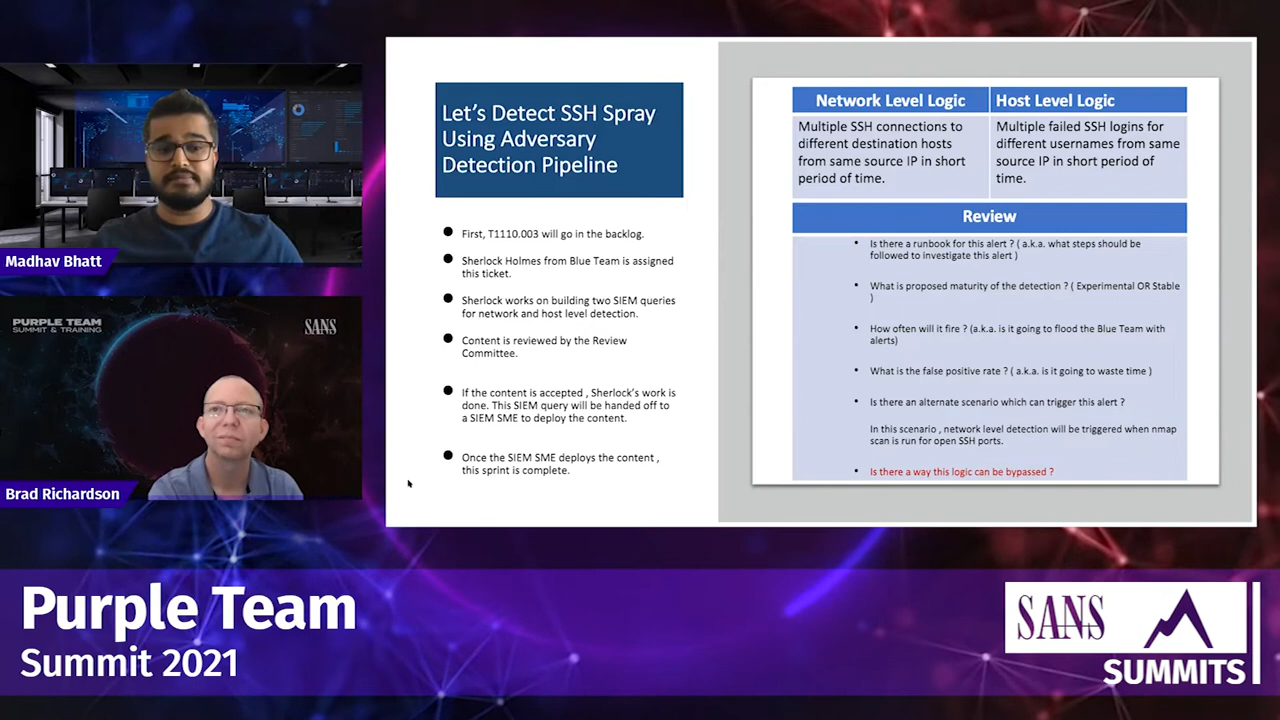 Madhav Bhatt
PURPLE TEAM
SUMMIT & TRAINING
SANS
Brad Richardson
Let's Detect SSH Spray
Using Adversary
Detection Pipeline
First, T1110.003 will go in the backlog.
Sherlock Holmes from Blue Team is assigned
this ticket.
Sherlock works on building two SIEM queries
for network and host level detection.
Content is reviewed by the Review
Committee.
If the content is accepted , Sherlock's work is
done. This SIEM query will be handed off to
a SIEM SME to deploy the content.
Once the SIEM SME deploys the content ,
this sprint is complete.
Network Level Logic
Multiple SSH connections to
different destination hosts
from same source IP in short
period of time.
Host Level Logic
Multiple failed SSH logins for
different usernames from same
source IP in short period of
time.
Review
Is there a runbook for this alert ? ( a.k.a. what steps should be
followed to investigate this alert )
What is proposed maturity of the detection ? ( Experimental OR Stable
)
How often will it fire ? (a.k.a. is it going to flood the Blue Team with
alerts)
What is the false positive rate ? ( a.k.a. is it going to waste time )
Is there an alternate scenario which can trigger this alert ?
In this scenario , network level detection will be triggered when nmap
scan is run for open SSH ports.
Is there a way this logic can be bypassed ?
Purple Team
Summit 2021
SANS
SUMMITS